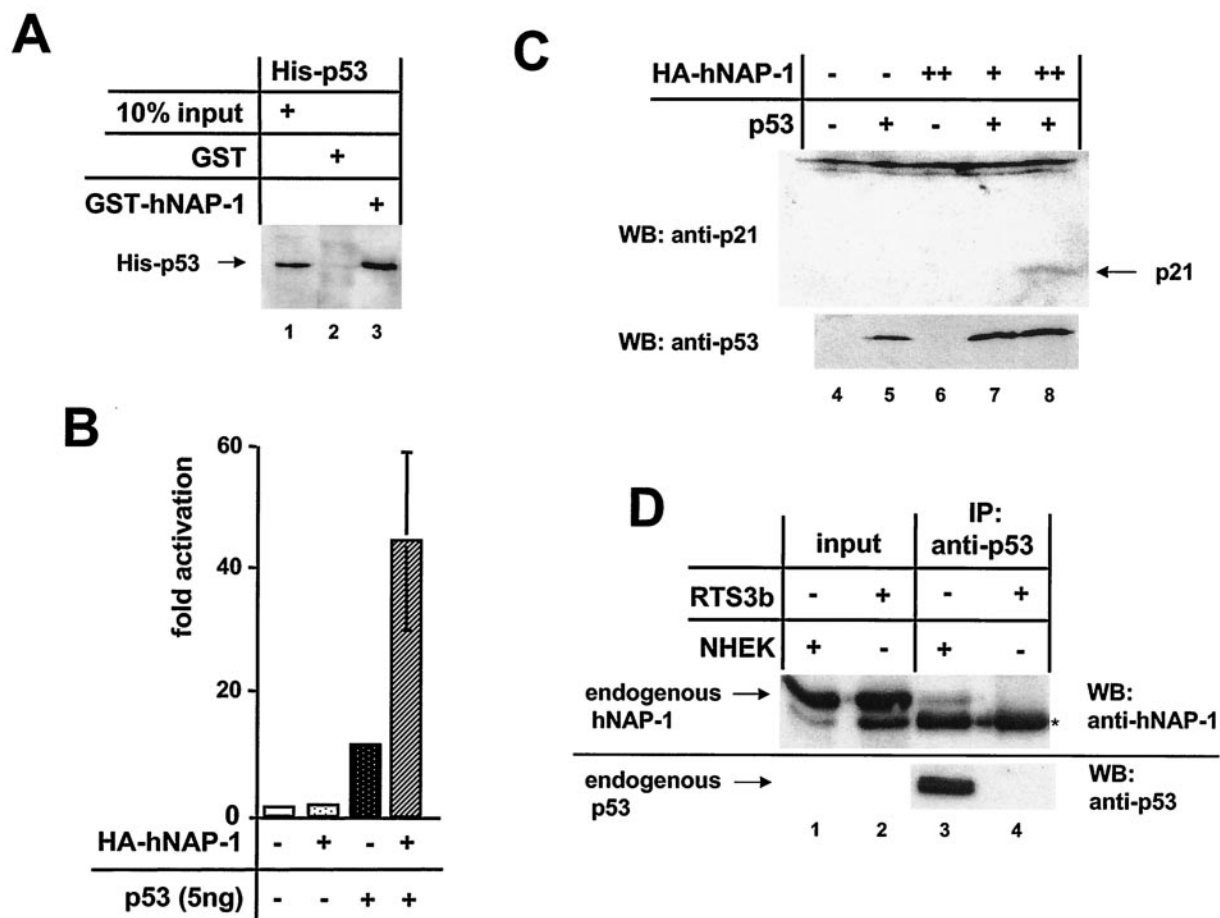 A
His-p53
10% input +
GST +
GST-hNAP-1 +
His-p53 →
1 2 3
B
fold activation
60
40
20
0
HA-hNAP-1 - + - +
p53 (5ng) - - + +
C
HA-hNAP-1 - - ++ + ++
p53 - + - + +
WB: anti-p21
← p21
WB: anti-p53
4 5 6 7 8
D
input IP: anti-p53
RTS3b - + - +
NHEK + - + -
endogenous → hNAP-1
WB: anti-hNAP-1
*
endogenous → p53
WB: anti-p53
1 2 3 4